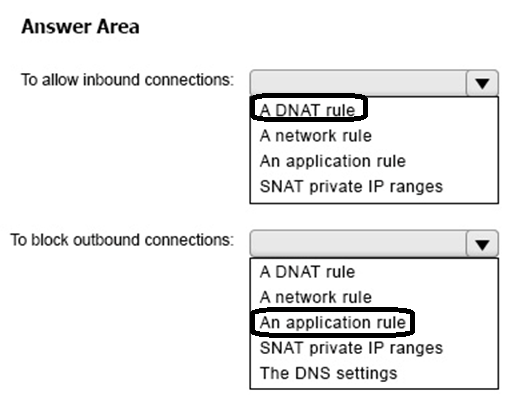 Answer Area
To allow inbound connections:
A DNAT rule
A network rule
An application rule
SNAT private IP ranges
To block outbound connections:
A DNAT rule
A network rule
An application rule
SNAT private IP ranges
The DNS settings